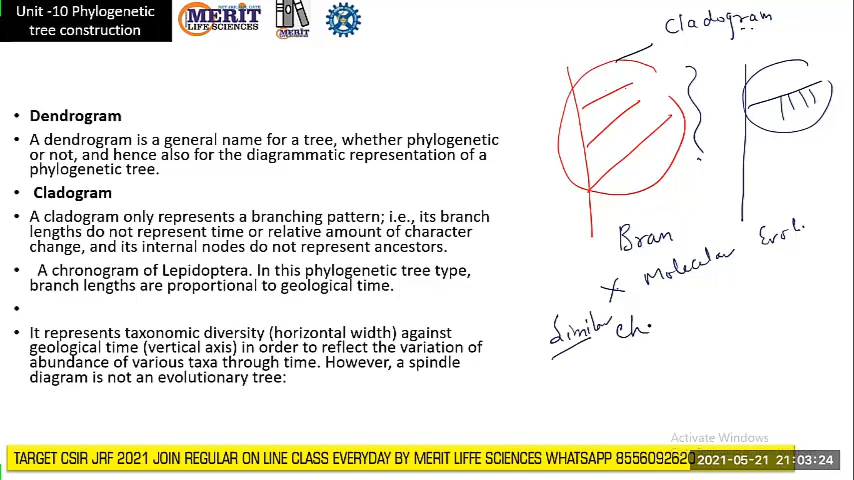 Unit -10 Phylogenetic
tree construction
MERIT
LIFE SCIENCES
MERIT
Cladogram
• Dendrogram
• A dendrogram is a general name for a tree, whether phylogenetic
or not, and hence also for the diagrammatic representation of a
phylogenetic tree.
• Cladogram
• A cladogram only represents a branching pattern; i.e., its branch
lengths do not represent time or relative amount of character
change, and its internal nodes do not represent ancestors.
• A chronogram of Lepidoptera. In this phylogenetic tree type,
branch lengths are proportional to geological time.
•
• It represents taxonomic diversity (horizontal width) against
geological time (vertical axis) in order to reflect the variation of
abundance of various taxa through time. However, a spindle
diagram is not an evolutionary tree:
Bran
x Molecular Evol.
Similar Ch.
Activate Windows
TARGET CSIR JRF 2021 JOIN REGULAR ON LINE CLASS EVERYDAY BY MERIT LIFFE SCIENCES WHATSAPP 8556092620
2021-05-21 21:03:24